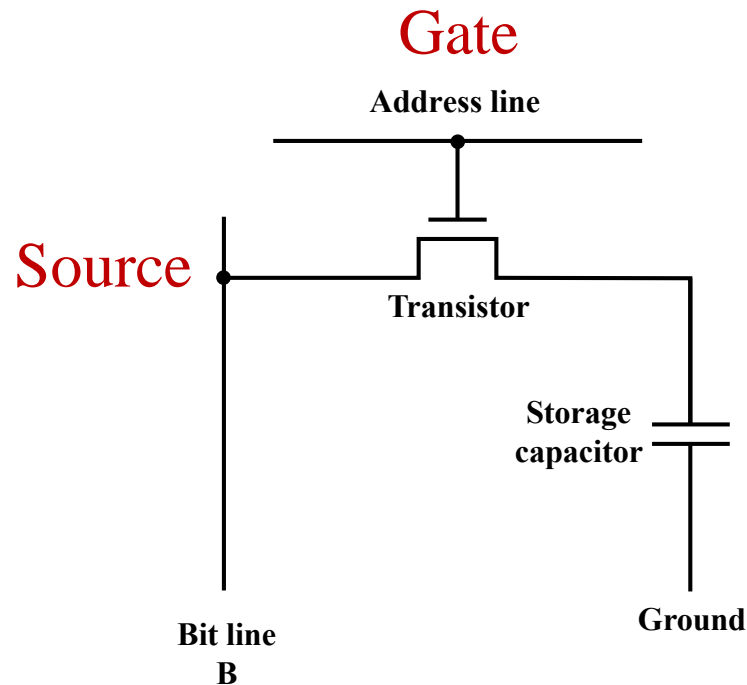 Gate
Address line
Source
Transistor
Storage
capacitor
Ground
Bit line
B